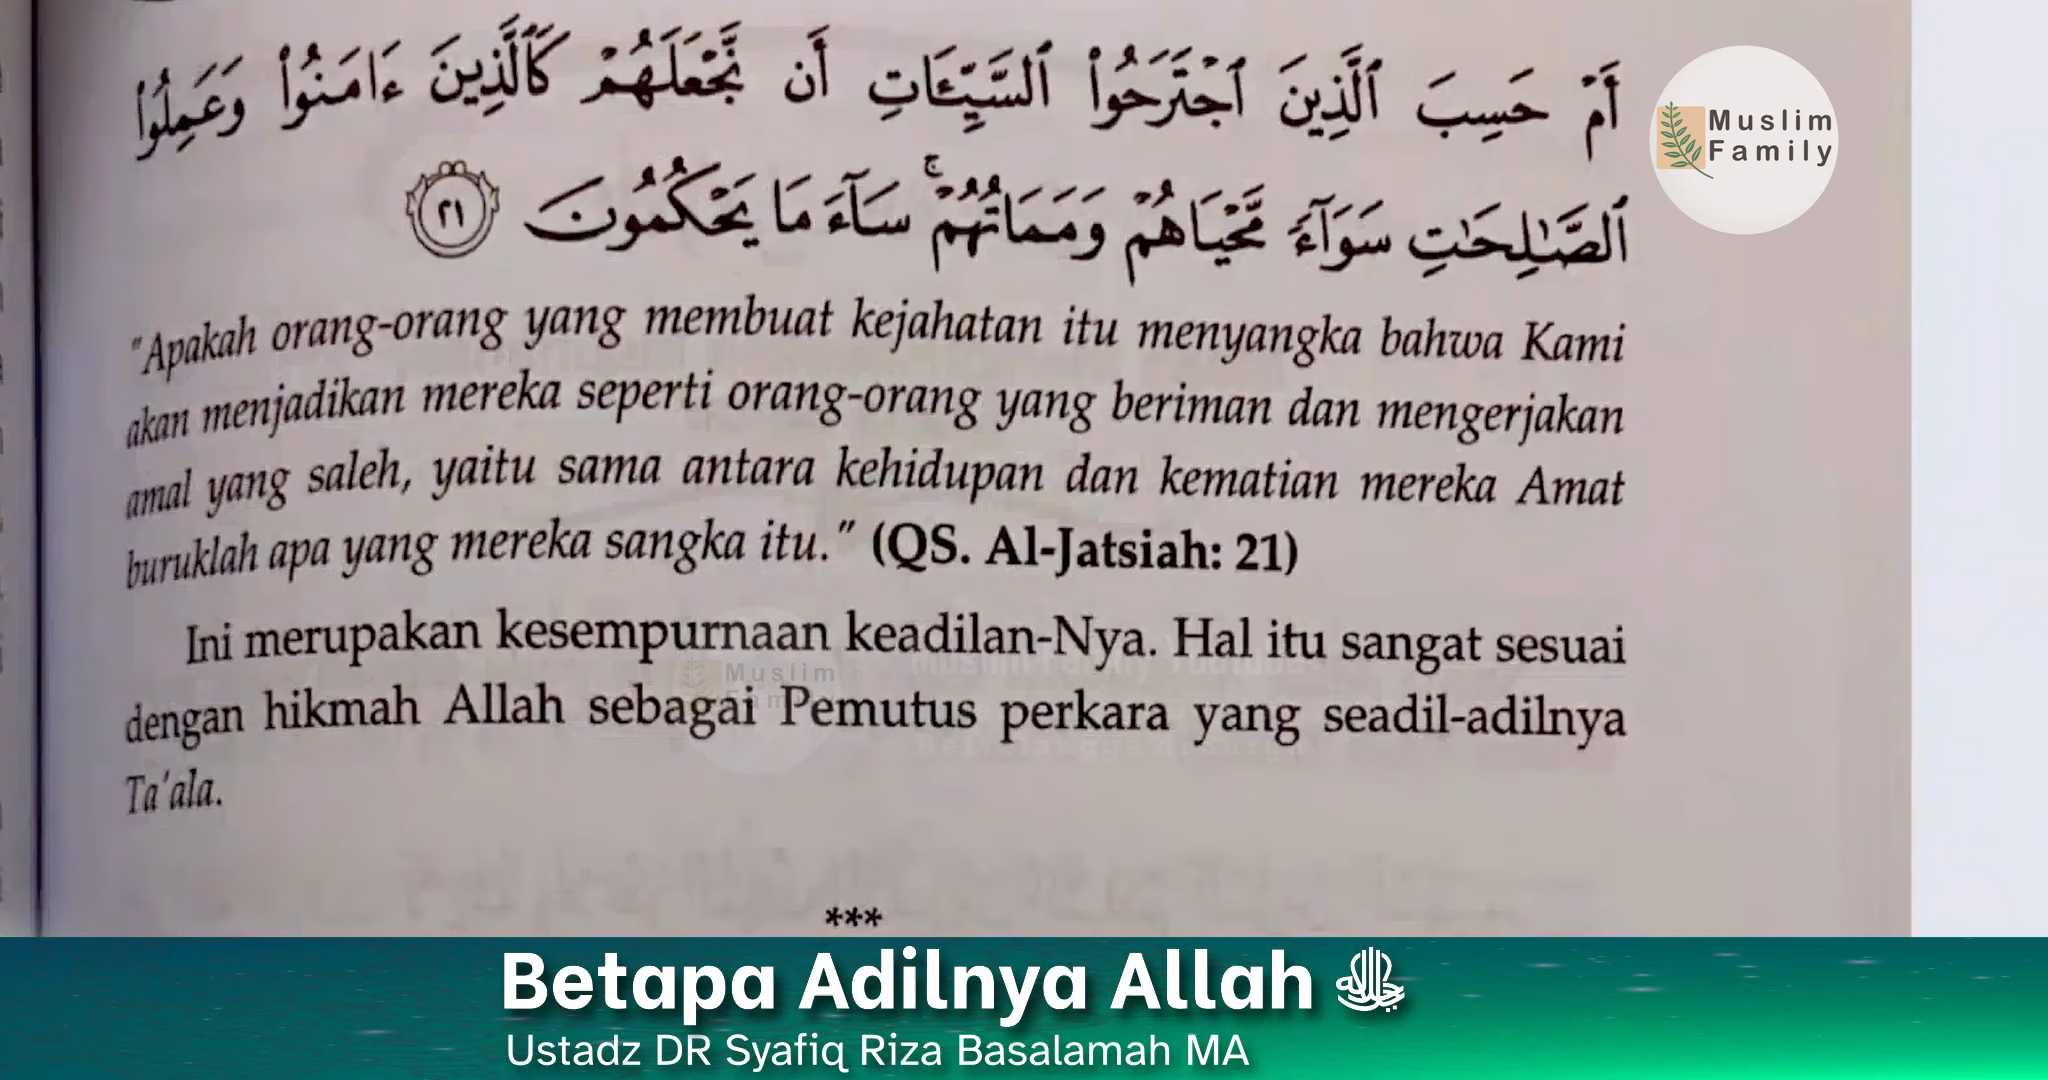 أَمْ حَسِبَ ٱلَّذِينَ ٱجْتَرَحُوا۟ ٱلسَّيِّـَٔاتِ أَن نَّجْعَلَهُمْ كَٱلَّذِينَ ءَامَنُوا۟ وَعَمِلُوا۟
ٱلصَّٰلِحَٰتِ سَوَآءً مَّحْيَاهُمْ وَمَمَاتُهُمْ ۚ سَآءَ مَا يَحْكُمُونَ ٢١
"Apakah orang-orang yang membuat kejahatan itu menyangka bahwa Kami
akan menjadikan mereka seperti orang-orang yang beriman dan mengerjakan
amal yang saleh, yaitu sama antara kehidupan dan kematian mereka Amat
buruklah apa yang mereka sangka itu." (QS. Al-Jatsiah: 21)
Ini merupakan kesempurnaan keadilan-Nya. Hal itu sangat sesuai
dengan hikmah Allah sebagai Pemutus perkara yang seadil-adilnya
Ta'ala.
***
Muslim
Family
Muslim
Family
Betapa Adilnya Allah ﷻ
Ustadz DR Syafiq Riza Basalamah MA